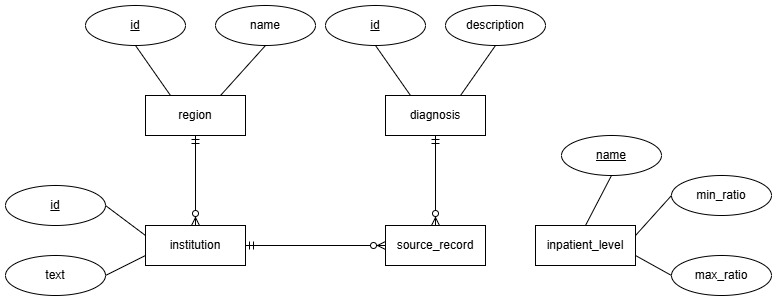 id
name
id
description
region
diagnosis
name
id
min_ratio
institution
source_record
inpatient_level
text
max_ratio